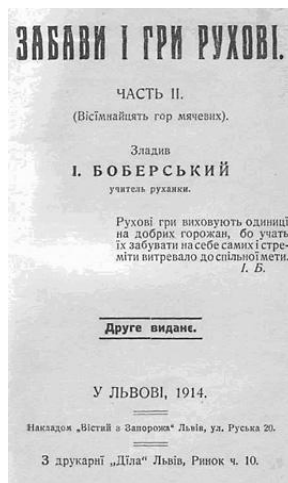 ЗАБАВИ І ГРИ РУХОВІ.
ЧАСТЬ II.
(Вісімнайцять гор мячевих).
Зладив
І. БОБЕРСЬКИЙ
учитель руханки.
Рухові гри виховують одиниці
на добрих горожан, бо учать
їх забувати на себе самих і стре-
міти витревало до спільної мети.
І. Б.
Друге виданє.
У ЛЬВОВІ, 1914.
Накладом „Вістий з Запорожа" Львів, ул. Руська 20.
З друкарні „Діла" Львів, Ринок ч. 10.